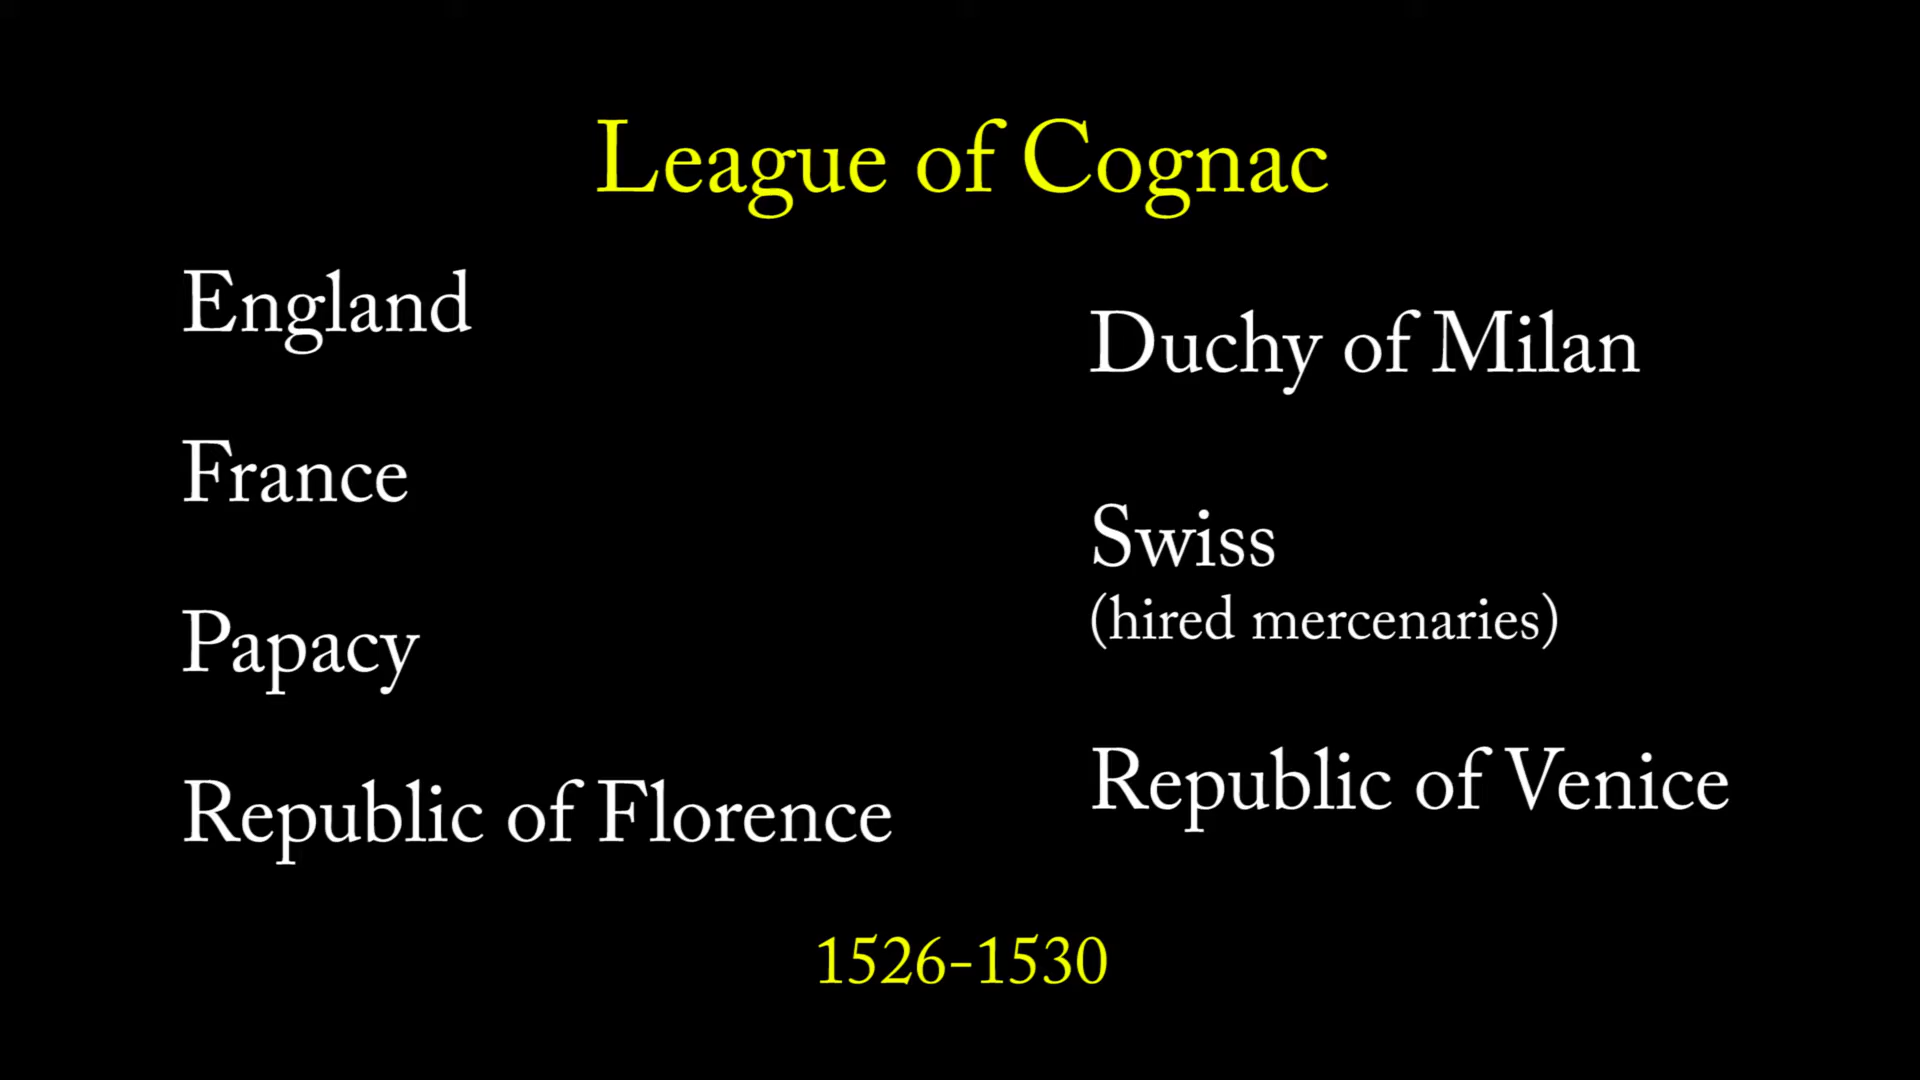 League of Cognac
England
France
Papacy
Republic of Florence
Duchy of Milan
Swiss
(hired mercenaries)
Republic of Venice
1526-1530